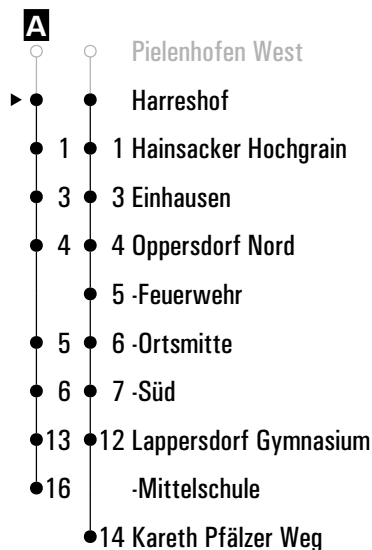 A
Pielenhofen West
Harreshof
1 1 Hainsacker Hochgrain
3 3 Einhausen
4 4 Oppersdorf Nord
5 -Feuerwehr
5 6 -Ortsmitte
6 7 -Süd
13 12 Lappersdorf Gymnasium
16 -Mittelschule
14 Kareth Pfälzer Weg